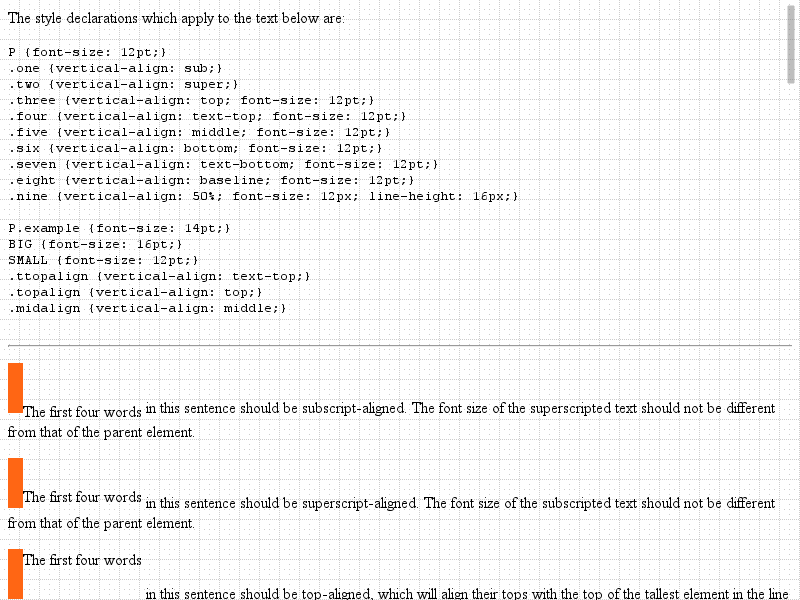 The style declarations which apply to the text below are:
P {font-size: 12pt;}
.one {vertical-align: sub;}
.two {vertical-align: super;}
.three {vertical-align: top; font-size: 12pt;}
.four {vertical-align: text-top; font-size: 12pt;}
.five {vertical-align: middle; font-size: 12pt;}
.six {vertical-align: bottom; font-size: 12pt;}
.seven {vertical-align: text-bottom; font-size: 12pt;}
.eight {vertical-align: baseline; font-size: 12pt;}
.nine {vertical-align: 50%; font-size: 12px; line-height: 16px;}
P.example {font-size: 14pt;}
BIG {font-size: 16pt;}
SMALL {font-size: 12pt;}
.ttopalign {vertical-align: text-top;}
.topalign {vertical-align: top;}
.midalign {vertical-align: middle;}
The first four words in this sentence should be subscript-aligned. The font size of the superscripted text should not be different
from that of the parent element.
The first four words in this sentence should be superscript-aligned. The font size of the subscripted text should not be different
from that of the parent element.
The first four words
in this sentence should be top-aligned, which will align their tops with the top of the tallest element in the line